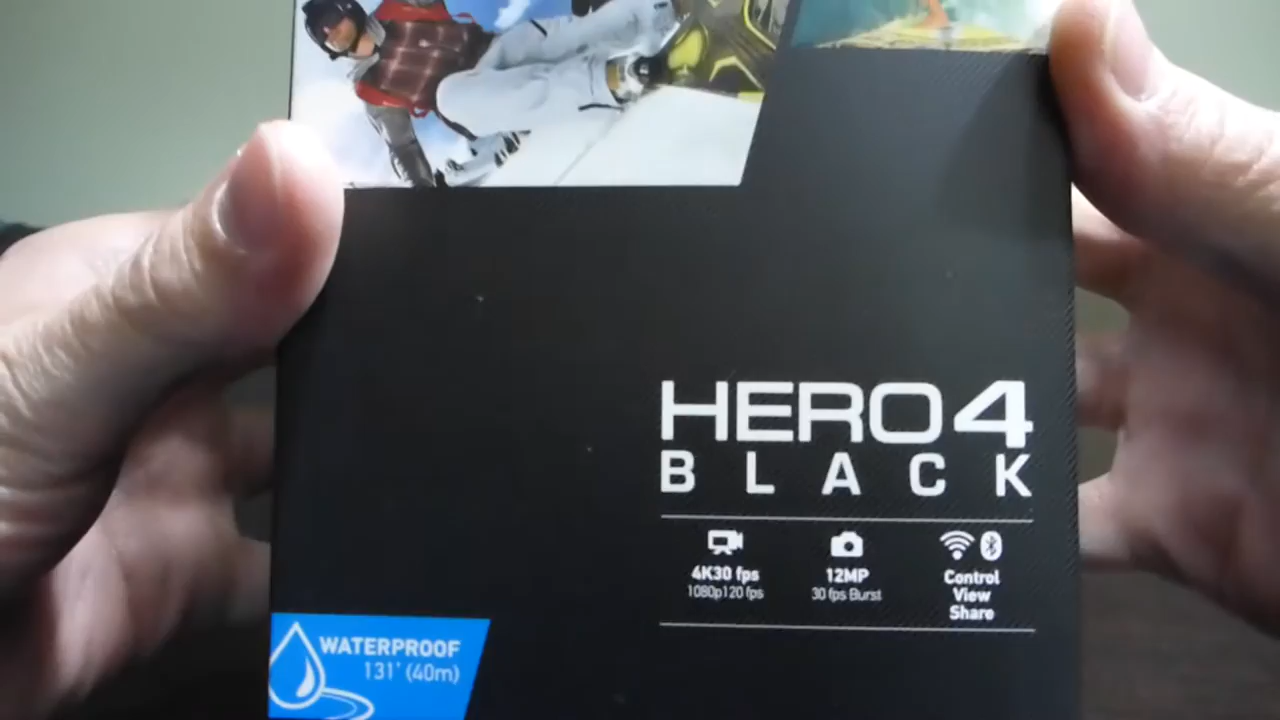 HERO4
BLACK
4K30 fps
1080p120 fps
12MP
30 fps Burst
Control
View
Share
WATERPROOF
131' (40m)